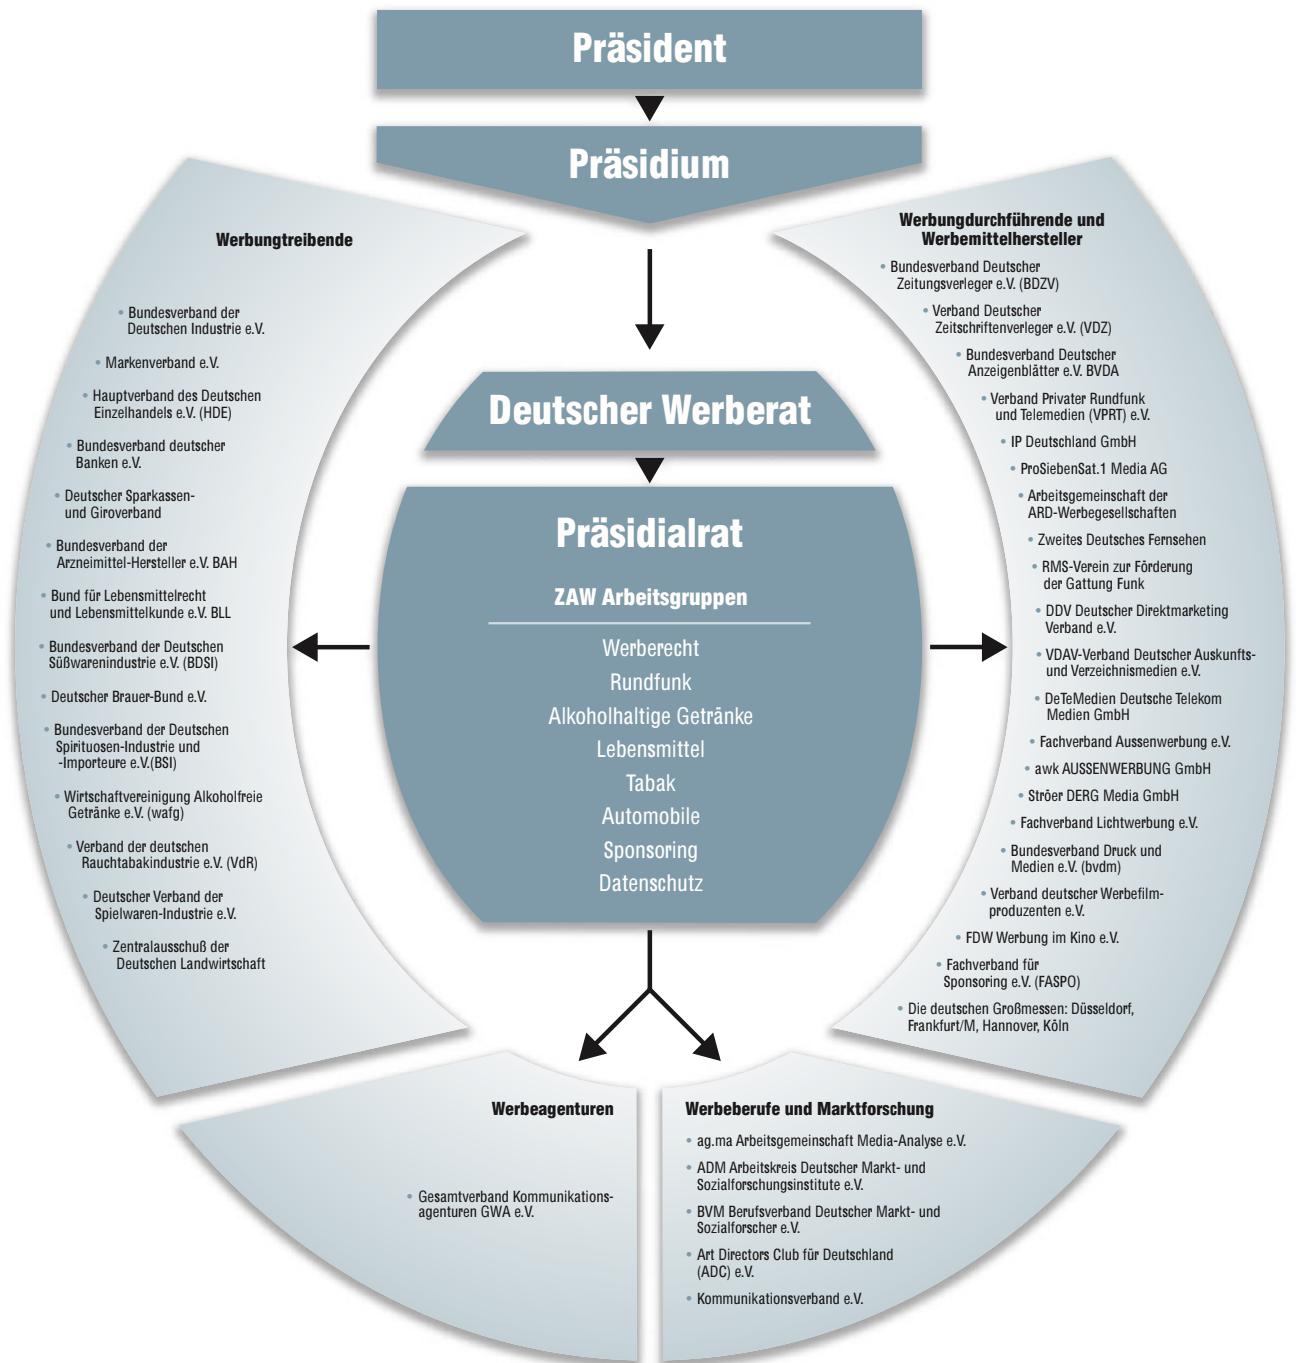 Präsident
Präsidium
Werbungtreibende
• Bundesverband der
Deutschen Industrie e.V.
• Markenverband e.V.
• Hauptverband des Deutschen
Einzelhandels e.V. (HDE)
• Bundesverband deutscher
Banken e.V.
• Deutscher Sparkassen-
und Giroverband
• Bundesverband der
Arzneimittel-Hersteller e.V. BAH
• Bund für Lebensmittelrecht
und Lebensmittelkunde e.V. BLL
• Bundesverband der Deutschen
Süßwarenindustrie e.V. (BDSI)
• Deutscher Brauer-Bund e.V.
• Bundesverband der Deutschen
Spirituosen-Industrie und
-Importeure e.V.(BSI)
• Wirtschaftvereinigung Alkoholfreie
Getränke e.V. (wafg)
• Verband der deutschen
Rauchtabakindustrie e.V. (VdR)
• Deutscher Verband der
Spielwaren-Industrie e.V.
• Zentralausschuß der
Deutschen Landwirtschaft
Deutscher Werberat
Präsidialrat
ZAW Arbeitsgruppen
Werberecht
Rundfunk
Alkoholhaltige Getränke
Lebensmittel
Tabak
Automobile
Sponsoring
Datenschutz
Werbungdurchführende und
Werbemittelhersteller
• Bundesverband Deutscher
Zeitungsverleger e.V. (BDZV)
• Verband Deutscher
Zeitschriftenverleger e.V. (VDZ)
• Bundesverband Deutscher
Anzeigenblätter e.V. BVDA
• Verband Privater Rundfunk
und Telemedien (VPRT) e.V.
• IP Deutschland GmbH
• ProSiebenSat.1 Media AG
• Arbeitsgemeinschaft der
ARD-Werbegesellschaften
• Zweites Deutsches Fernsehen
• RMS-Verein zur Förderung
der Gattung Funk
• DDV Deutscher Direktmarketing
Verband e.V.
• VDAV-Verband Deutscher Auskunfts-
und Verzeichnismedien e.V.
• DeTeMedien Deutsche Telekom
Medien GmbH
• Fachverband Aussenwerbung e.V.
• awk AUSSENWERBUNG GmbH
• Ströer DERG Media GmbH
• Fachverband Lichtwerbung e.V.
• Bundesverband Druck und
Medien e.V. (bvdm)
• Verband deutscher Werbefilm-
produzenten e.V.
• FDW Werbung im Kino e.V.
• Fachverband für
Sponsoring e.V. (FASPO)
• Die deutschen Großmessen: Düsseldorf,
Frankfurt/M, Hannover, Köln
Werbeagenturen
• Gesamtverband Kommunikations-
agenturen GWA e.V.
Werbeberufe und Marktforschung
• ag.ma Arbeitsgemeinschaft Media-Analyse e.V.
• ADM Arbeitskreis Deutscher Markt- und
Sozialforschungsinstitute e.V.
• BVM Berufsverband Deutscher Markt- und
Sozialforscher e.V.
• Art Directors Club für Deutschland
(ADC) e.V.
• Kommunikationsverband e.V.